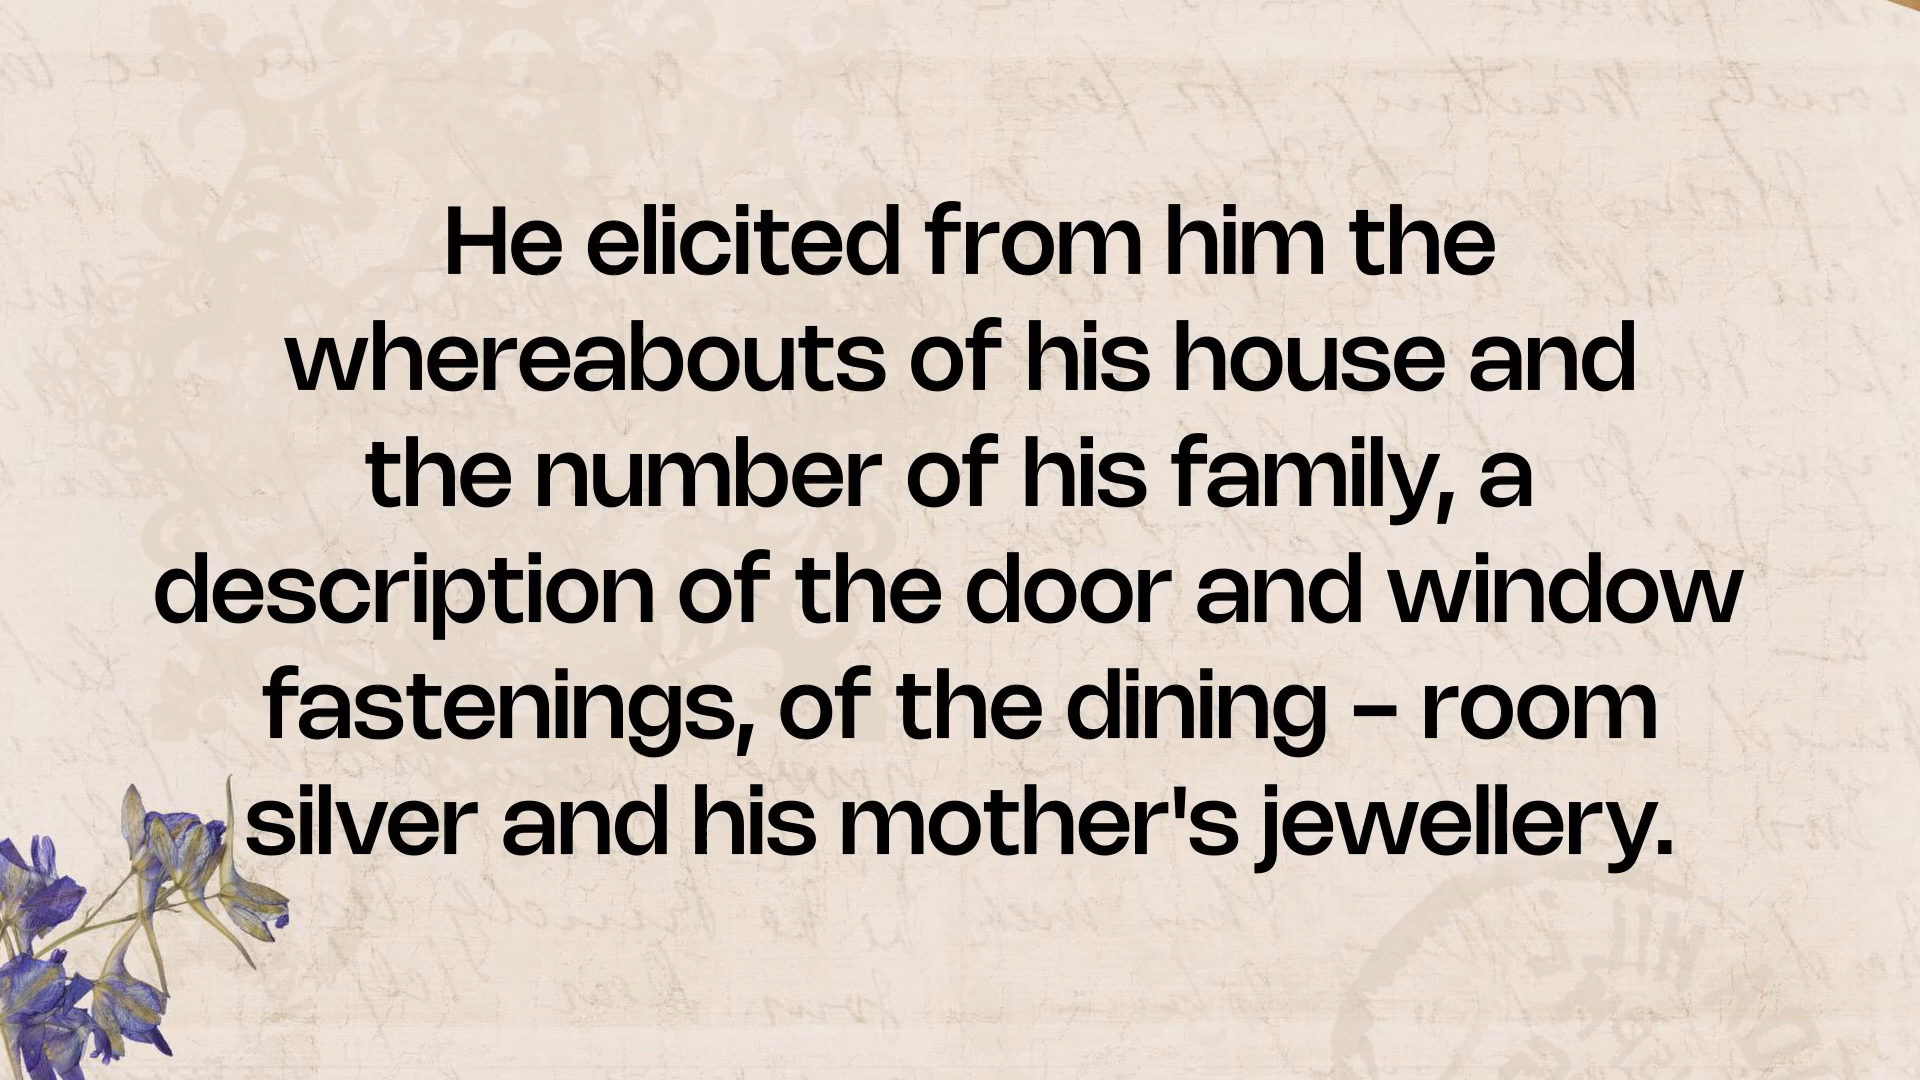 He elicited from him the
whereabouts of his house and
the number of his family, a
description of the door and window
fastenings, of the dining – room
silver and his mother's jewellery.